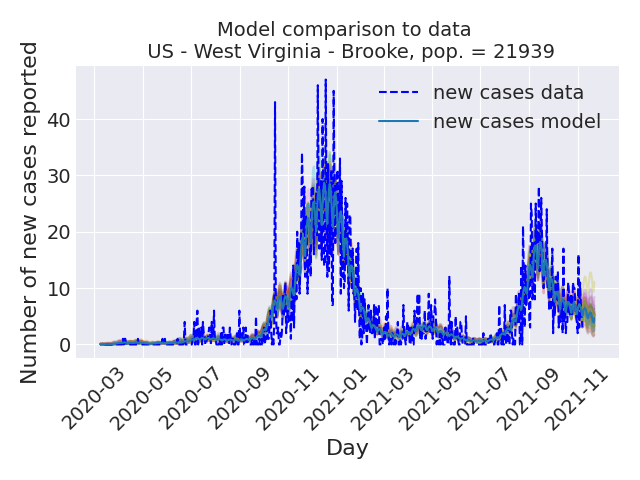 Model comparison to data
US - West Virginia - Brooke, pop. = 21939
Number of new cases reported
40
30
20
10
0
new cases data
new cases model
2020-03
2020-05
2020-07
2020-09
2020-11
2021-01
2021-03
2021-05
2021-07
2021-09
2021-11
Day